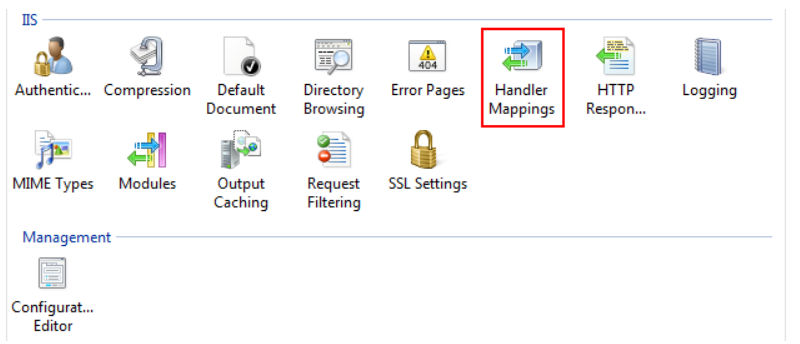 IIS
Authentic... Compression Default Directory Error Pages Handler HTTP Logging
Document Browsing Mappings Respon...
404
MIME Types Modules Output Request SSL Settings
Caching Filtering
Management
Configurat...
Editor